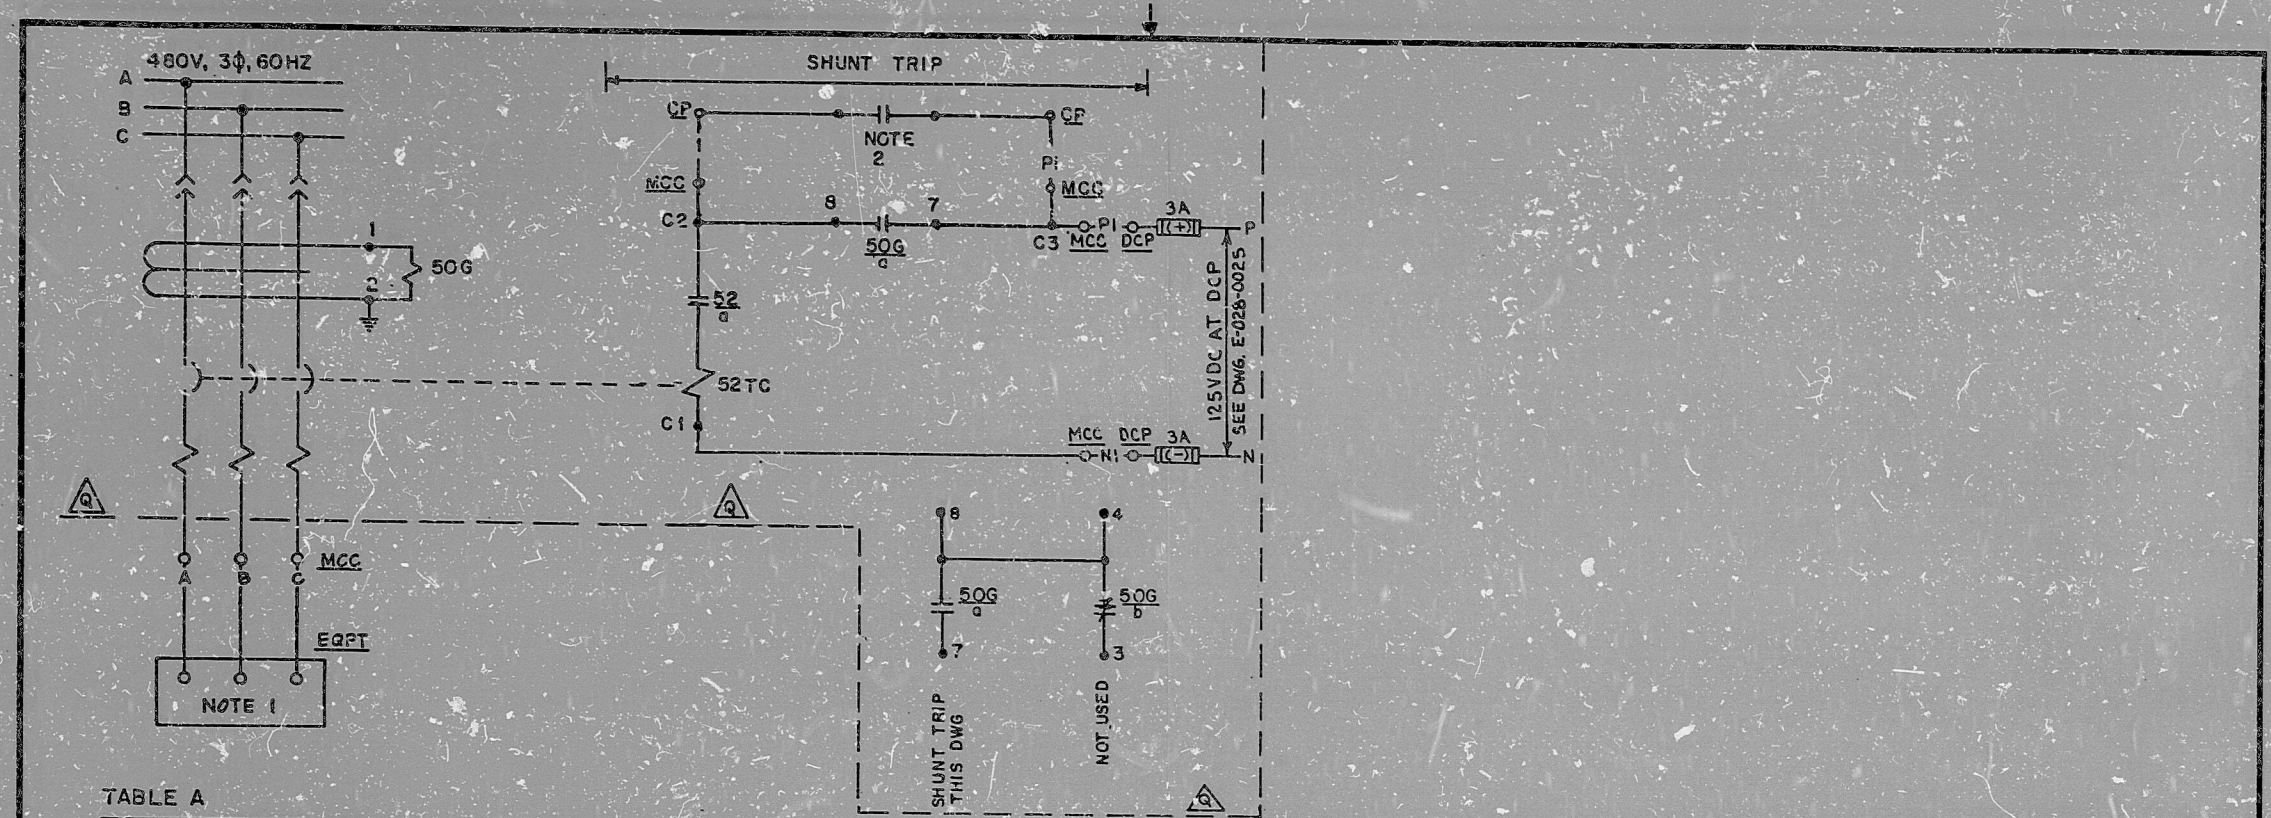 480V, 3ϕ, 60HZ
A
B
C
1
2
50G
SHUNT TRIP
CP
CP
NOTE
2
MCC
P1
MCC
C2
8
7
50G
a
C3
P1
MCC
DCP
3A
(+)
P
52
a
52TC
C1
125VDC AT DCP
SEE DWG. E-028-0025
MCC
DCP
3A
N1
(-)
N
Q
Q
A
B
C
MCC
EQPT
NOTE 1
8
4
50G
a
50G
b
7
3
SHUNT TRIP
THIS DWG
NOT USED
Q
TABLE A